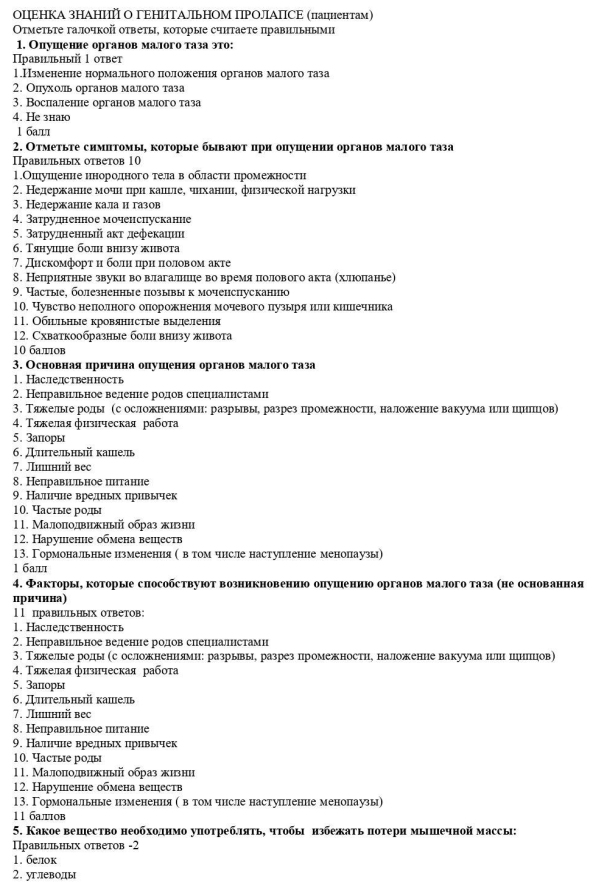 ОЦЕНКА ЗНАНИЙ О ГЕНИТАЛЬНОМ ПРОЛАПСЕ (пациентам)
Отметьте галочкой ответы, которые считаете правильными
1. Опущение органов малого таза это:
Правильный 1 ответ
1.Изменение нормального положения органов малого таза
2. Опухоль органов малого таза
3. Воспаление органов малого таза
4. Не знаю
1 балл
2. Отметьте симптомы, которые бывают при опущении органов малого таза
Правильных ответов 10
1.Ощущение инородного тела в области промежности
2. Недержание мочи при кашле, чихании, физической нагрузки
3. Недержание кала и газов
4. Затрудненное мочеиспускание
5. Затрудненный акт дефекации
6. Тянущие боли внизу живота
7. Дискомфорт и боли при половом акте
8. Неприятные звуки во влагалище во время полового акта (хлюпанье)
9. Частые, болезненные позывы к мочеиспусканию
10. Чувство неполного опорожнения мочевого пузыря или кишечника
11. Обильные кровянистые выделения
12. Схваткообразные боли внизу живота
10 баллов
3. Основная причина опущения органов малого таза
1. Наследственность
2. Неправильное ведение родов специалистами
3. Тяжелые роды (с осложнениями: разрывы, разрез промежности, наложение вакуума или щипцов)
4. Тяжелая физическая работа
5. Запоры
6. Длительный кашель
7. Лишний вес
8. Неправильное питание
9. Наличие вредных привычек
10. Частые роды
11. Малоподвижный образ жизни
12. Нарушение обмена веществ
13. Гормональные изменения ( в том числе наступление менопаузы)
1 балл
4. Факторы, которые способствуют возникновению опущению органов малого таза (не основанная
причина)
11 правильных ответов:
1. Наследственность
2. Неправильное ведение родов специалистами
3. Тяжелые роды (с осложнениями: разрывы, разрез промежности, наложение вакуума или щипцов)
4. Тяжелая физическая работа
5. Запоры
6. Длительный кашель
7. Лишний вес
8. Неправильное питание
9. Наличие вредных привычек
10. Частые роды
11. Малоподвижный образ жизни
12. Нарушение обмена веществ
13. Гормональные изменения ( в том числе наступление менопаузы)
11 баллов
5. Какое вещество необходимо употреблять, чтобы избежать потери мышечной массы:
Правильных ответов -2
1. белок
2. углеводы